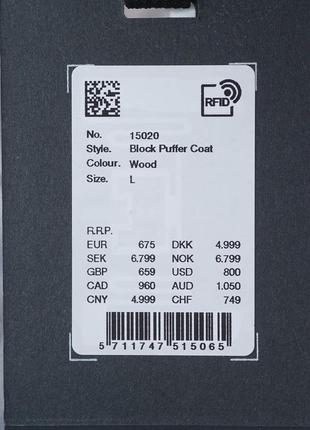 RFID
No. 15020
Style. Block Puffer Coat
Colour. Wood
Size. L
R.R.P.
EUR 675 DKK 4.999
SEK 6.799 NOK 6.799
GBP 659 USD 800
CAD 960 AUD 1.050
CNY 4.999 CHF 749
5 711747 515065